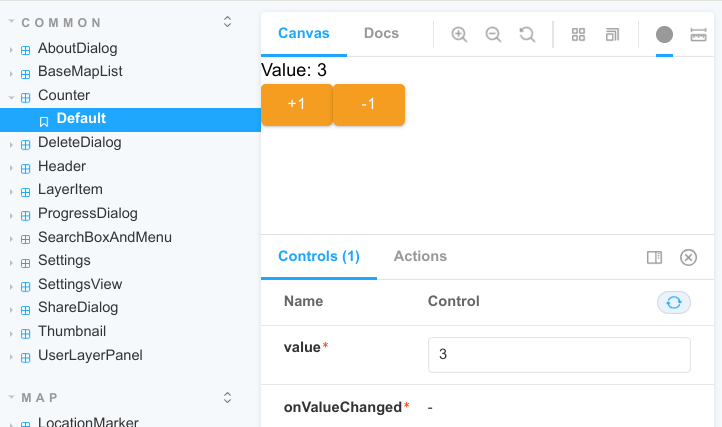 COMMON
AboutDialog
BaseMapList
Counter
Default
DeleteDialog
Header
LayerItem
ProgressDialog
SearchBoxAndMenu
Settings
SettingsView
ShareDialog
Thumbnail
UserLayerPanel
MAP
LocationMarker
Canvas Docs
Value: 3
+1 -1
Controls (1) Actions
Name Control
value* 3
onValueChanged* -